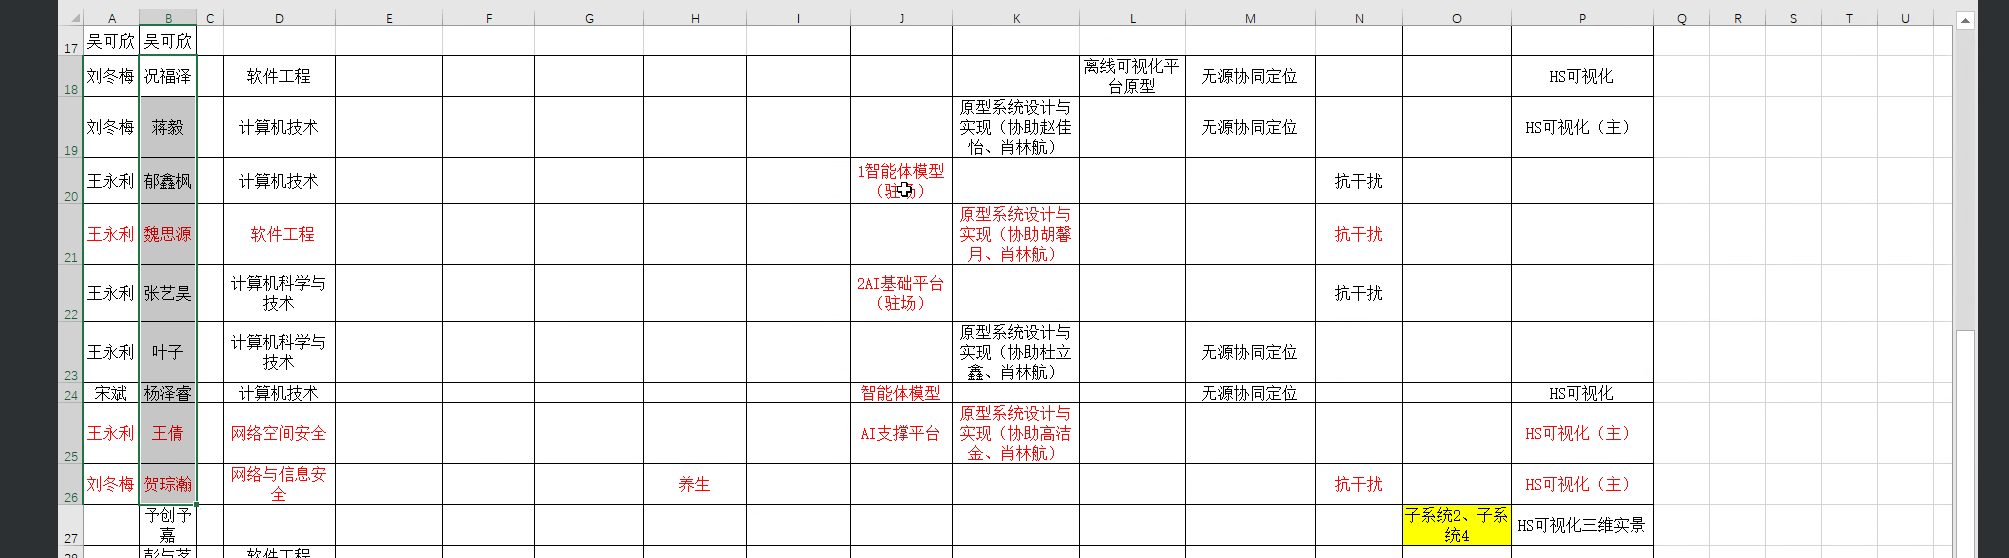 A B C D E F G H I J K L M N O P Q R S T U
17 吴可欣 吴可欣
18 刘冬梅 况福泽 软件工程 离线可视化平台原型 无源协同定位 HS可视化
19 刘冬梅 蒋毅 计算机技术 原型系统设计与实现（协助赵佳怡、肖林航） 无源协同定位 HS可视化（主）
20 王永利 郁鑫枫 计算机技术 1智能体模型（驻场） 抗干扰
21 王永利 魏思源 软件工程 原型系统设计与实现（协助胡馨月、肖林航） 抗干扰
22 王永利 张艺昊 计算机科学与技术 2AI基础平台（驻场） 抗干扰
23 王永利 叶子 计算机科学与技术 原型系统设计与实现（协助杜立鑫、肖林航） 无源协同定位
24 宋斌 杨泽睿 计算机技术 智能体模型 无源协同定位 HS可视化
25 王永利 王倩 网络空间安全 AI支撑平台 原型系统设计与实现（协助高洁金、肖林航） HS可视化（主）
26 刘冬梅 贺琮瀚 网络与信息安全 养生 抗干扰 HS可视化（主）
27 予创予嘉 子系统2、子系统4 HS可视化三维实景
28 软件工程